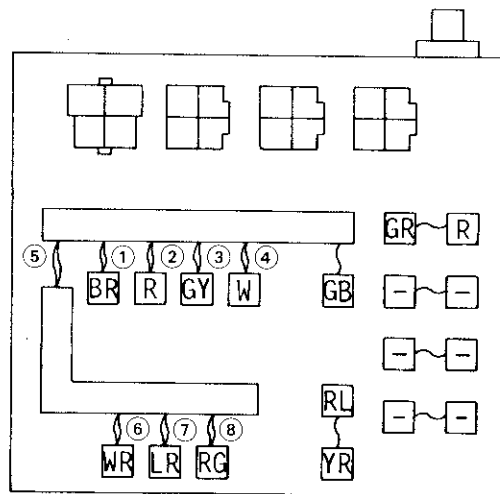 GR R
⑤ ① ② ③ ④
BR R GY W GB
- -
- -
RL - -
⑥ ⑦ ⑧
WR LR RG YR